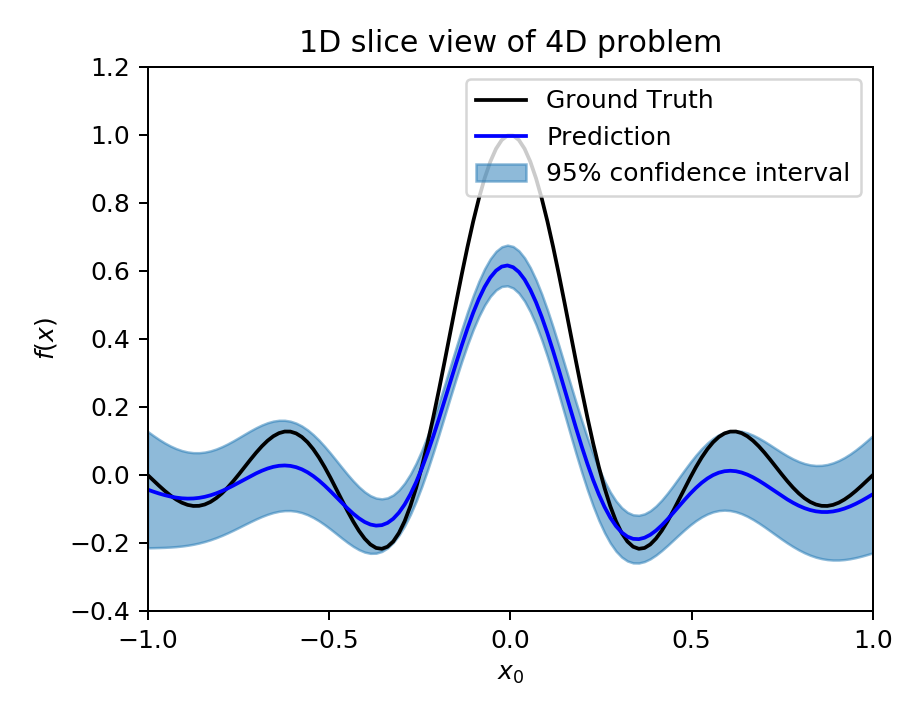 1D slice view of 4D problem
1.2
1.0
0.8
0.6
0.4
0.2
0.0
−0.2
−0.4
f(x)
Ground Truth
Prediction
95% confidence interval
−1.0 −0.5 0.0 0.5 1.0
x₀